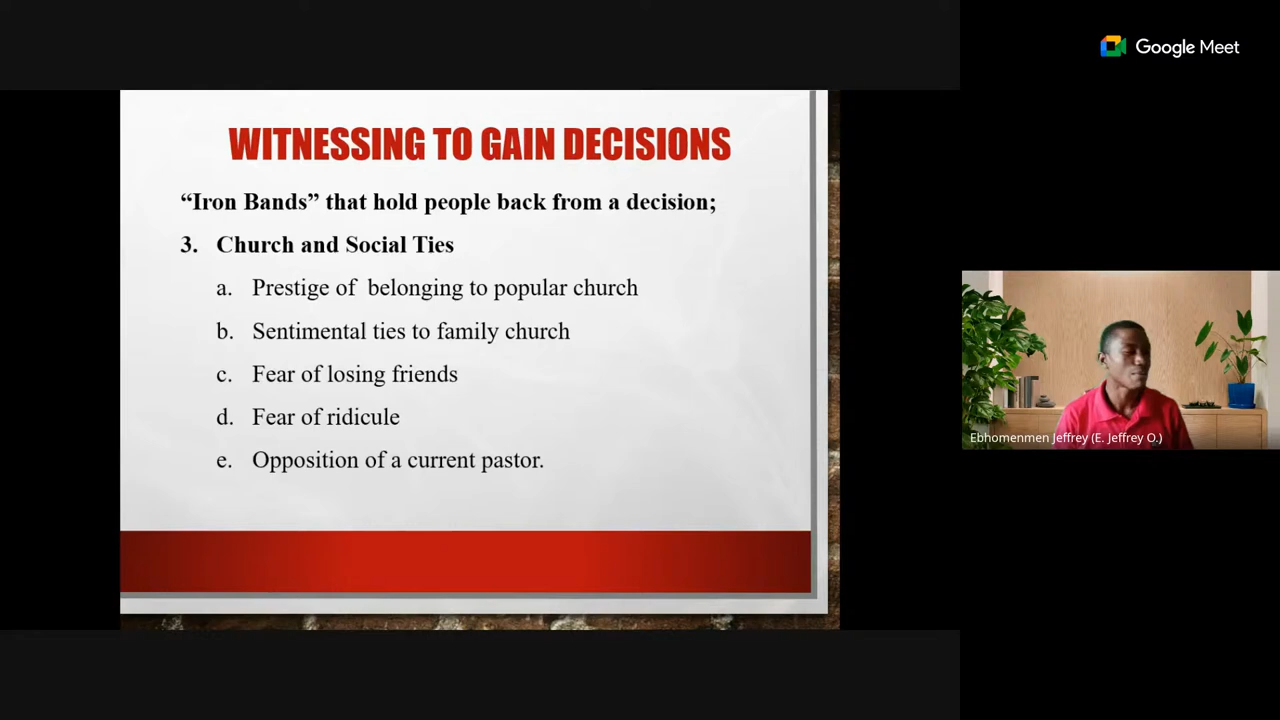 Google Meet
WITNESSING TO GAIN DECISIONS
“Iron Bands” that hold people back from a decision;
3. Church and Social Ties
a. Prestige of belonging to popular church
b. Sentimental ties to family church
c. Fear of losing friends
d. Fear of ridicule
e. Opposition of a current pastor.
Ebhomenmen Jeffrey (E. Jeffrey O.)